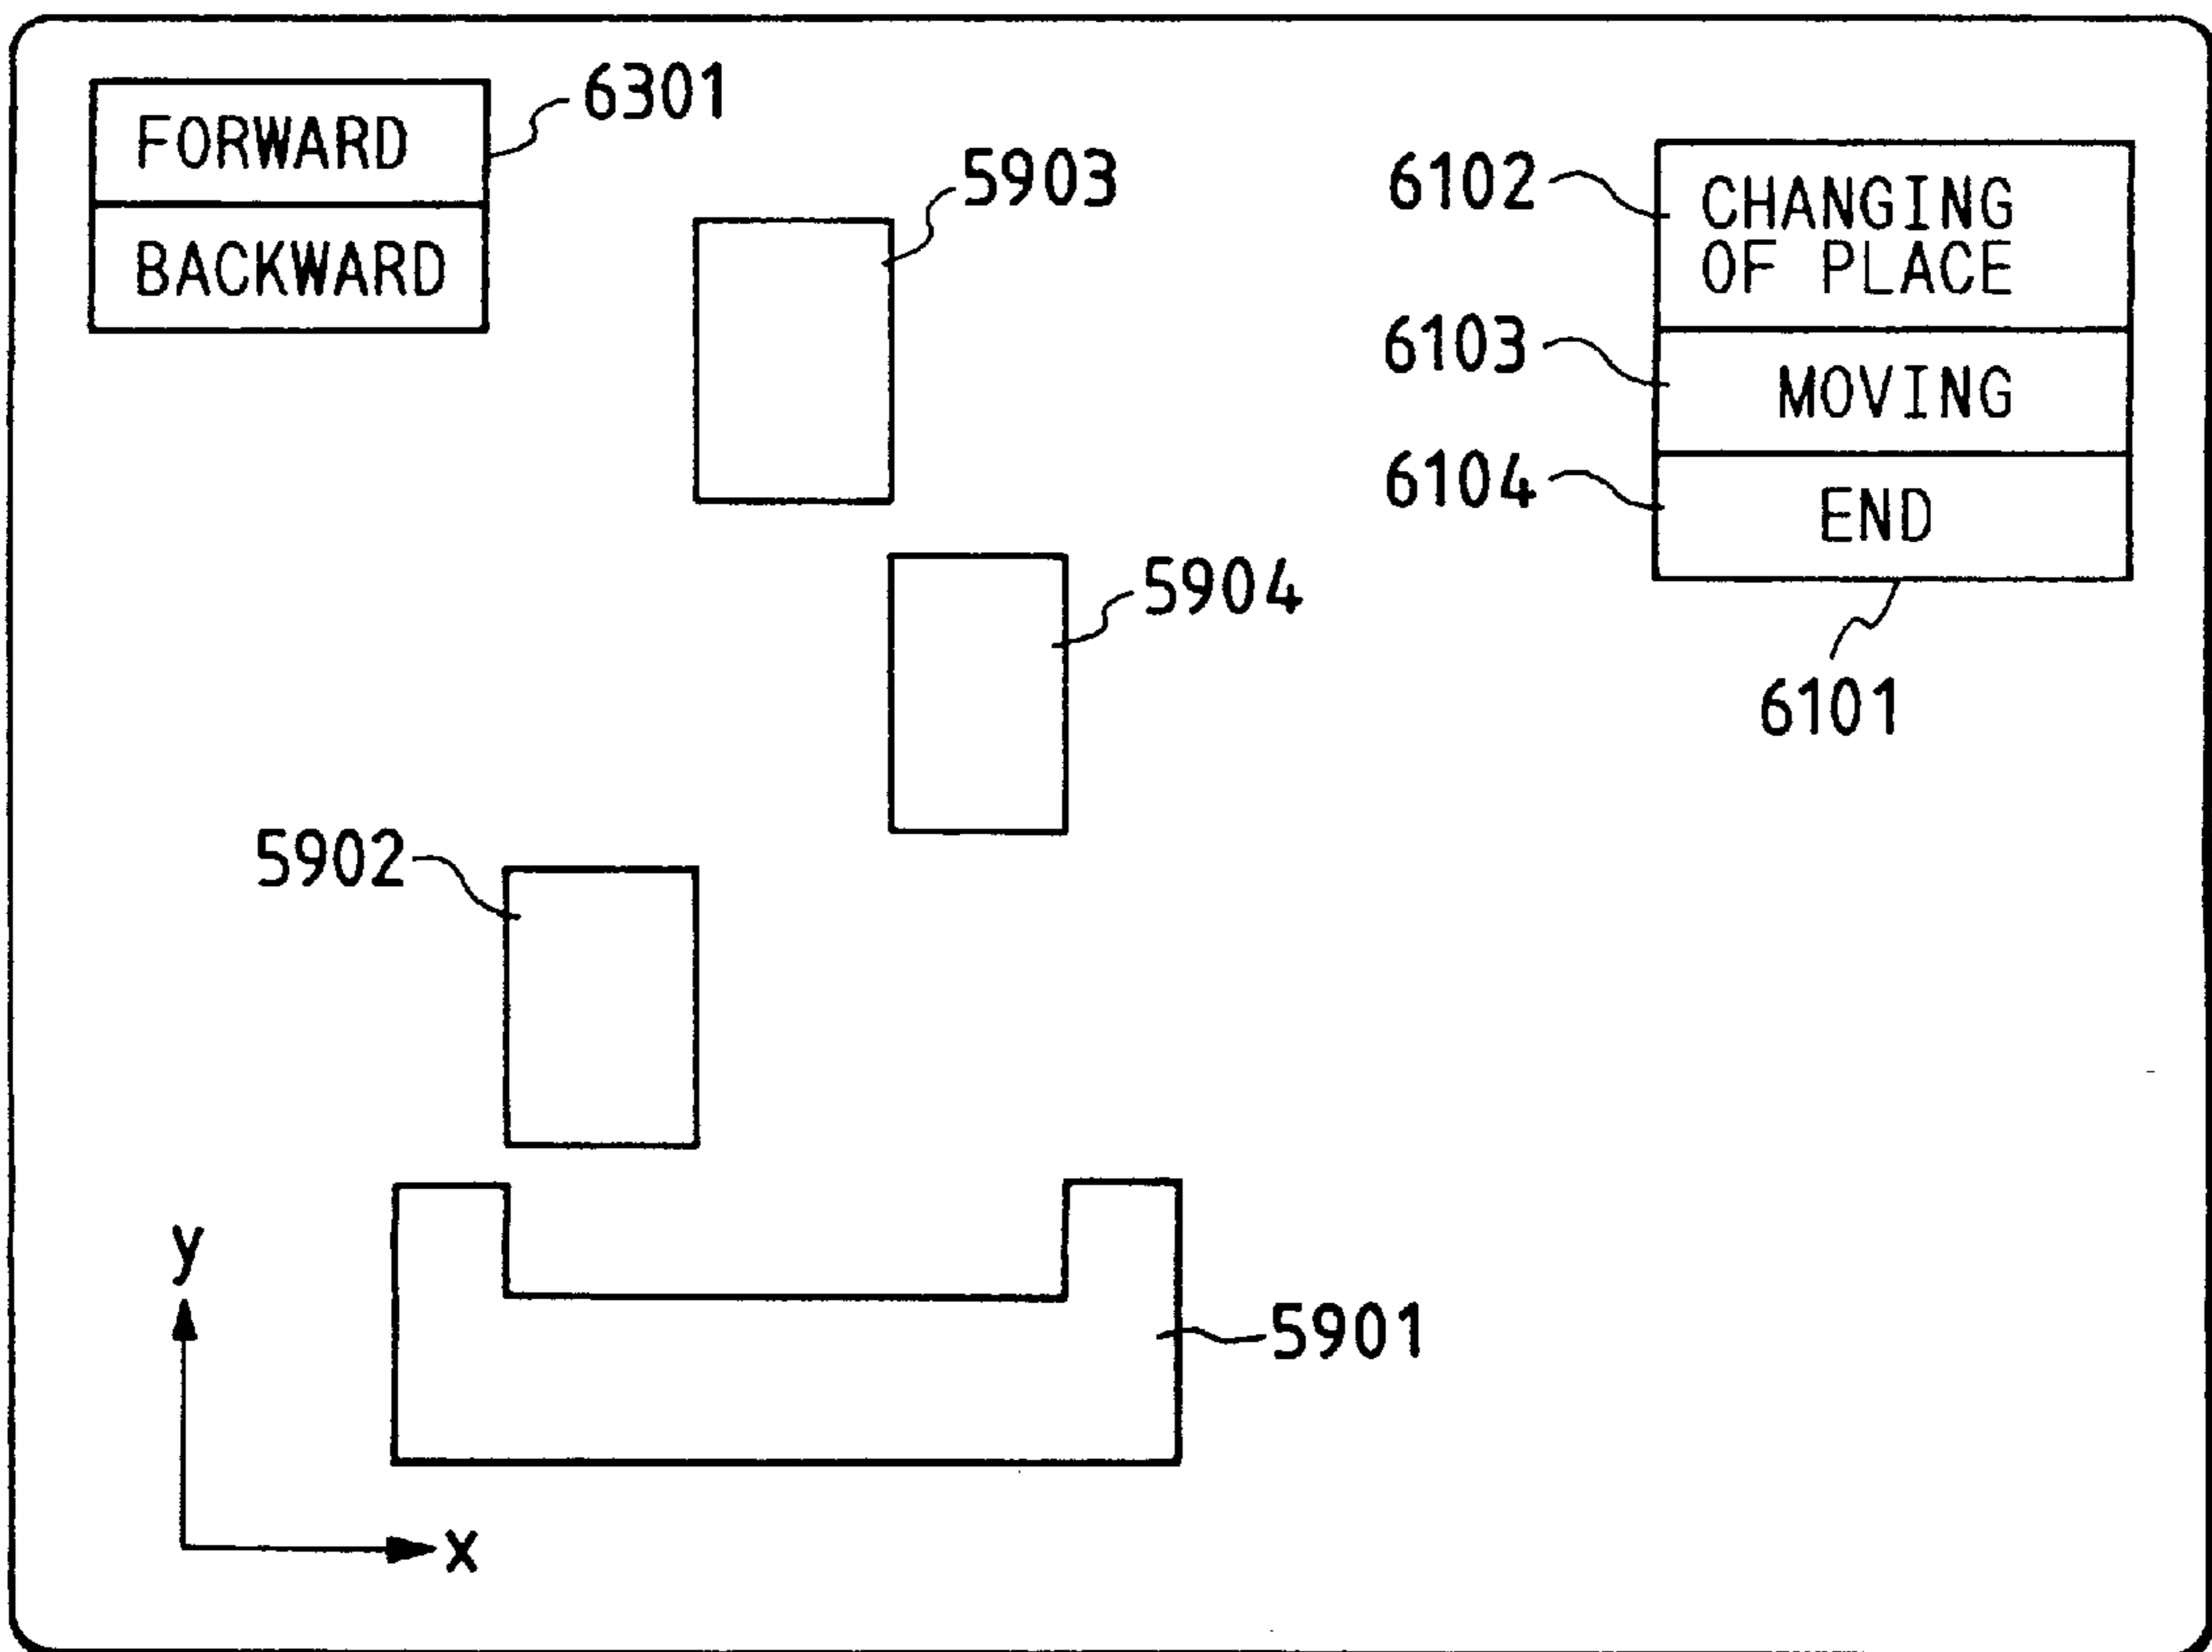 FORWARD
BACKWARD
6301
5903
6102
CHANGING
OF PLACE
6103
MOVING
6104
END
6101
5904
5902
y
5901
x